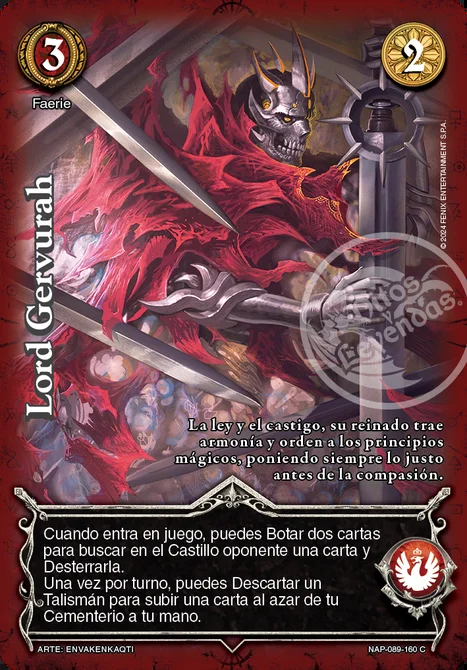 3
2
Faerie
Lord Gervurah
© 2024 FENIX ENTERTAINMENT S.P.A.
Mitos
y
Leyendas
La ley y el castigo, su reinado trae
armonía y orden a los principios
mágicos, poniendo siempre lo justo
antes de la compasión.
Cuando entra en juego, puedes Botar dos cartas
para buscar en el Castillo oponente una carta y
Desterrarla.
Una vez por turno, puedes Descartar un
Talismán para subir una carta al azar de tu
Cementerio a tu mano.
ARTE: ENVAKENKAQTI
NAP-089-160 C